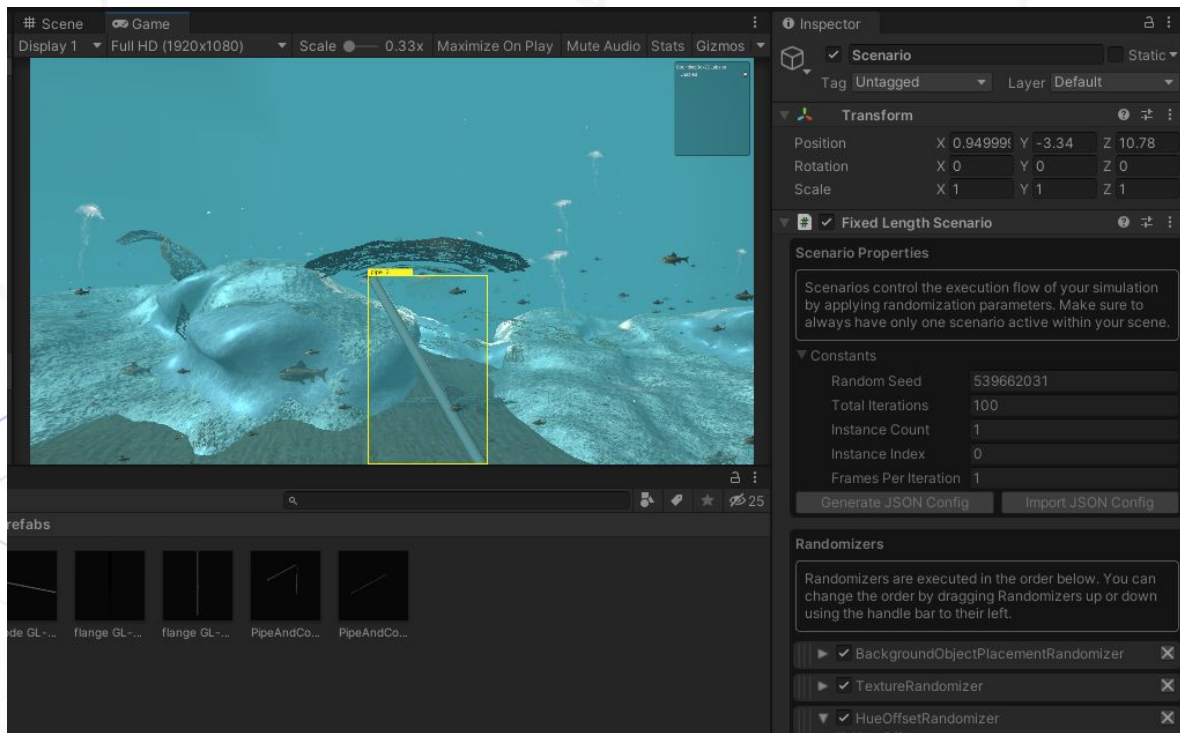 # Scene Game
Display 1 Full HD (1920x1080) Scale 0.33x Maximize On Play Mute Audio Stats Gizmos
pipe 2
25
refabs
de GL-... flange GL-... flange GL-... PipeAndCo... PipeAndCo...
Inspector
Scenario Static
Tag Untagged Layer Default
Transform
Position X 0.949999 Y -3.34 Z 10.78
Rotation X 0 Y 0 Z 0
Scale X 1 Y 1 Z 1
# Fixed Length Scenario
Scenario Properties
Scenarios control the execution flow of your simulation
by applying randomization parameters. Make sure to
always have only one scenario active within your scene.
Constants
Random Seed 539662031
Total Iterations 100
Instance Count 1
Instance Index 0
Frames Per Iteration 1
Generate JSON Config Import JSON Config
Randomizers
Randomizers are executed in the order below. You can
change the order by dragging Randomizers up or down
using the handle bar to their left.
BackgroundObjectPlacementRandomizer
TextureRandomizer
HueOffsetRandomizer